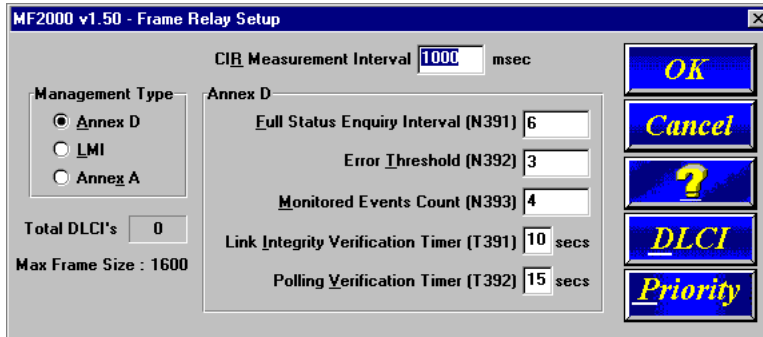 MF2000 v1.50 - Frame Relay Setup
CIR Measurement Interval 1000 msec
Management Type
Annex D
LMI
Annex A
Total DLCI's 0
Max Frame Size : 1600
Annex D
Full Status Enquiry Interval (N391) 6
Error Threshold (N392) 3
Monitored Events Count (N393) 4
Link Integrity Verification Timer (T391) 10 secs
Polling Verification Timer (T392) 15 secs
OK
Cancel
?
DLCI
Priority